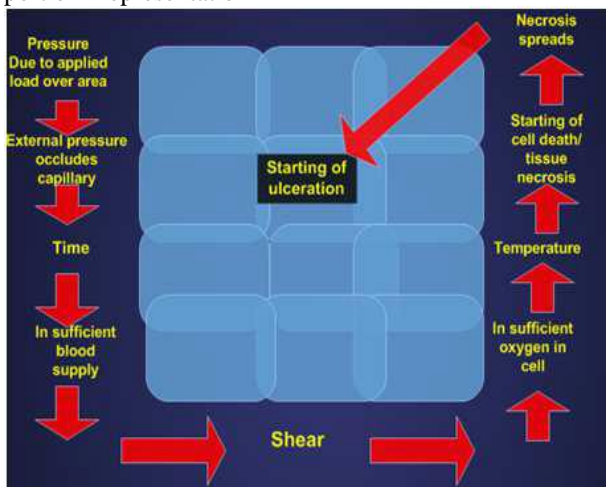 Pressure
Due to applied
load over area
External pressure
occludes
capillary
Time
In sufficient
blood
supply
Shear
In sufficient
oxygen in
cell
Temperature
Starting of
cell death/
tissue
necrosis
Necrosis
spreads
Starting of
ulceration